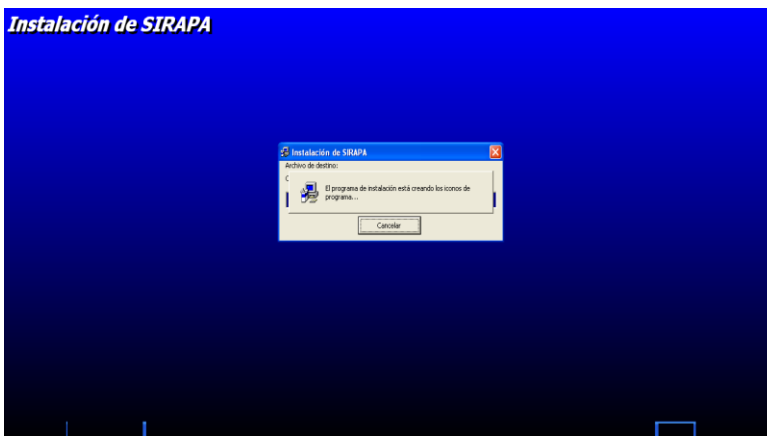 Instalación de SIRAPA
Instalación de SIRAPA
Archivo de destino:
C
El programa de instalación está creando los iconos de
programa...
Cancelar